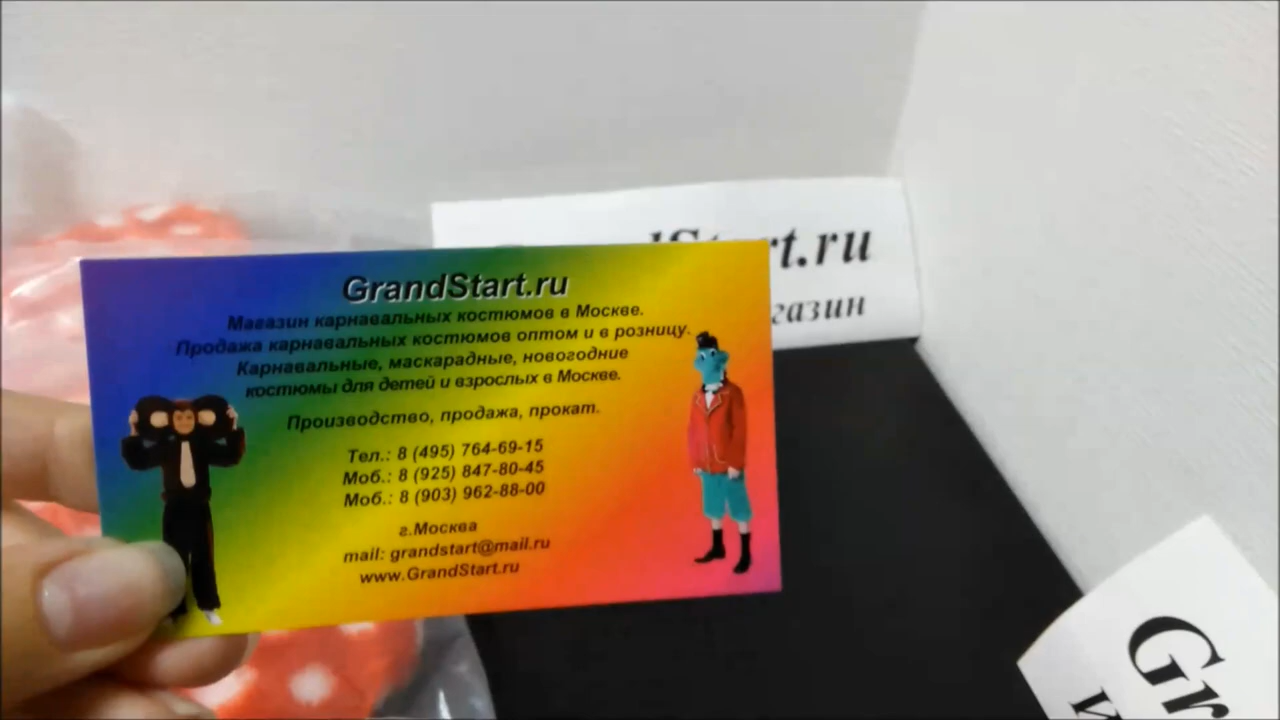 GrandStart.ru
Магазин карнавальных костюмов в Москве.
Продажа карнавальных костюмов оптом и в розницу.
Карнавальные, маскарадные, новогодние
костюмы для детей и взрослых в Москве.
Производство, продажа, прокат.
Тел.: 8 (495) 764-69-15
Моб.: 8 (925) 847-80-45
Моб.: 8 (903) 962-88-00
г.Москва
mail: grandstart@mail.ru
www.GrandStart.ru
dStart.ru
газин
Gr
и